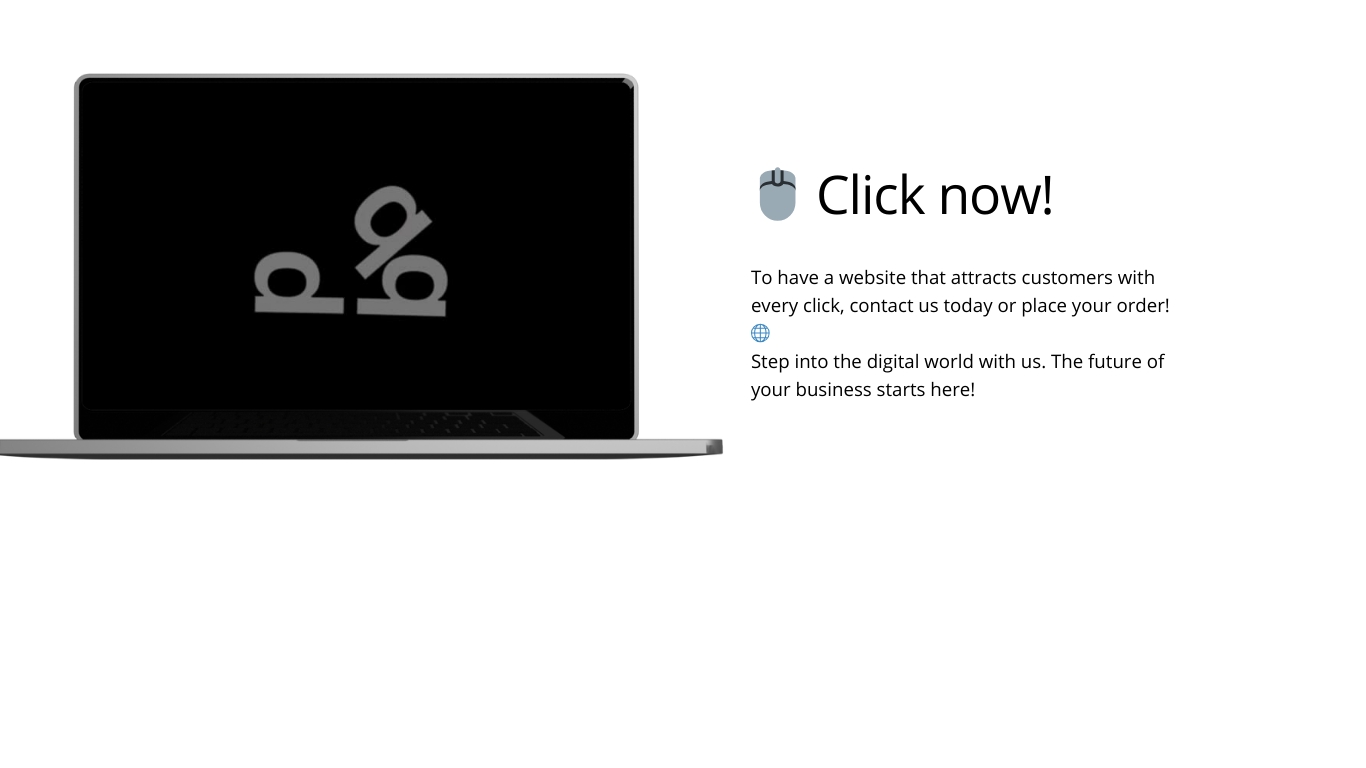 🖱️ Click now!
To have a website that attracts customers with
every click, contact us today or place your order!
🌐
Step into the digital world with us. The future of
your business starts here!